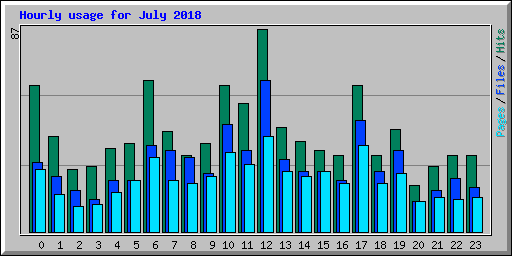 Hourly usage for July 2018
87
Pages / Files / Hits
0 1 2 3 4 5 6 7 8 9 10 11 12 13 14 15 16 17 18 19 20 21 22 23